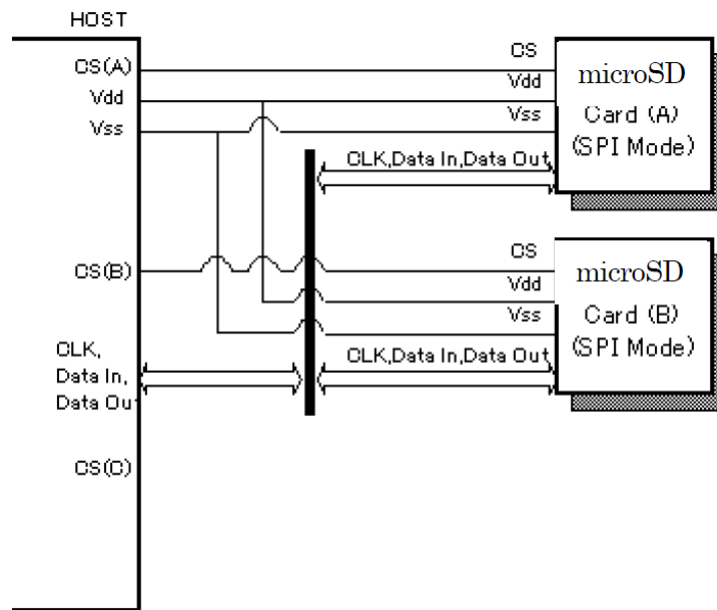 HOST
CS(A)
Vdd
Vss
CS
Vdd
Vss
microSD
Card (A)
(SPI Mode)
CLK,Data In,Data Out
CS(B)
CS
Vdd
Vss
microSD
Card (B)
(SPI Mode)
CLK,
Data In,
Data Out
CLK,Data In,Data Out
CS(C)